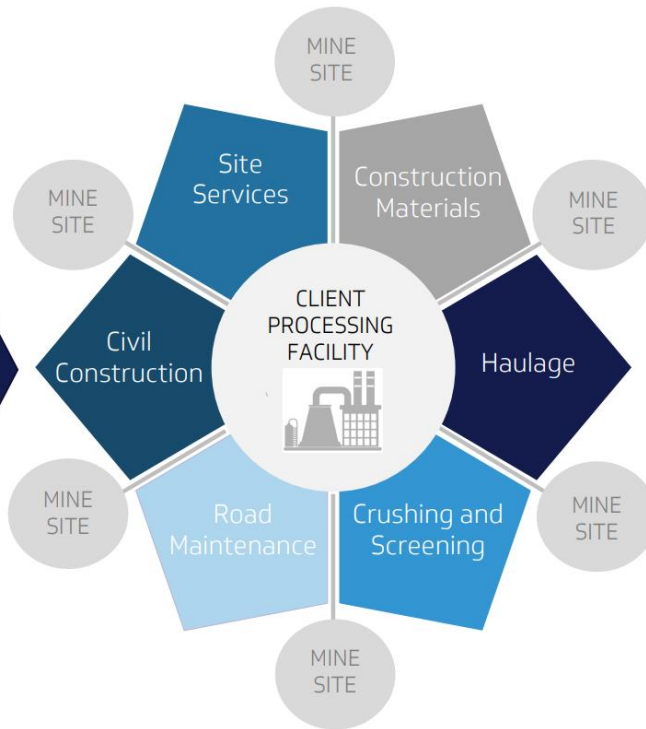 MINE
SITE
Site
Services
Construction
Materials
MINE
SITE
MINE
SITE
CLIENT
PROCESSING
FACILITY
Civil
Construction
Haulage
MINE
SITE
MINE
SITE
Road
Maintenance
Crushing and
Screening
MINE
SITE